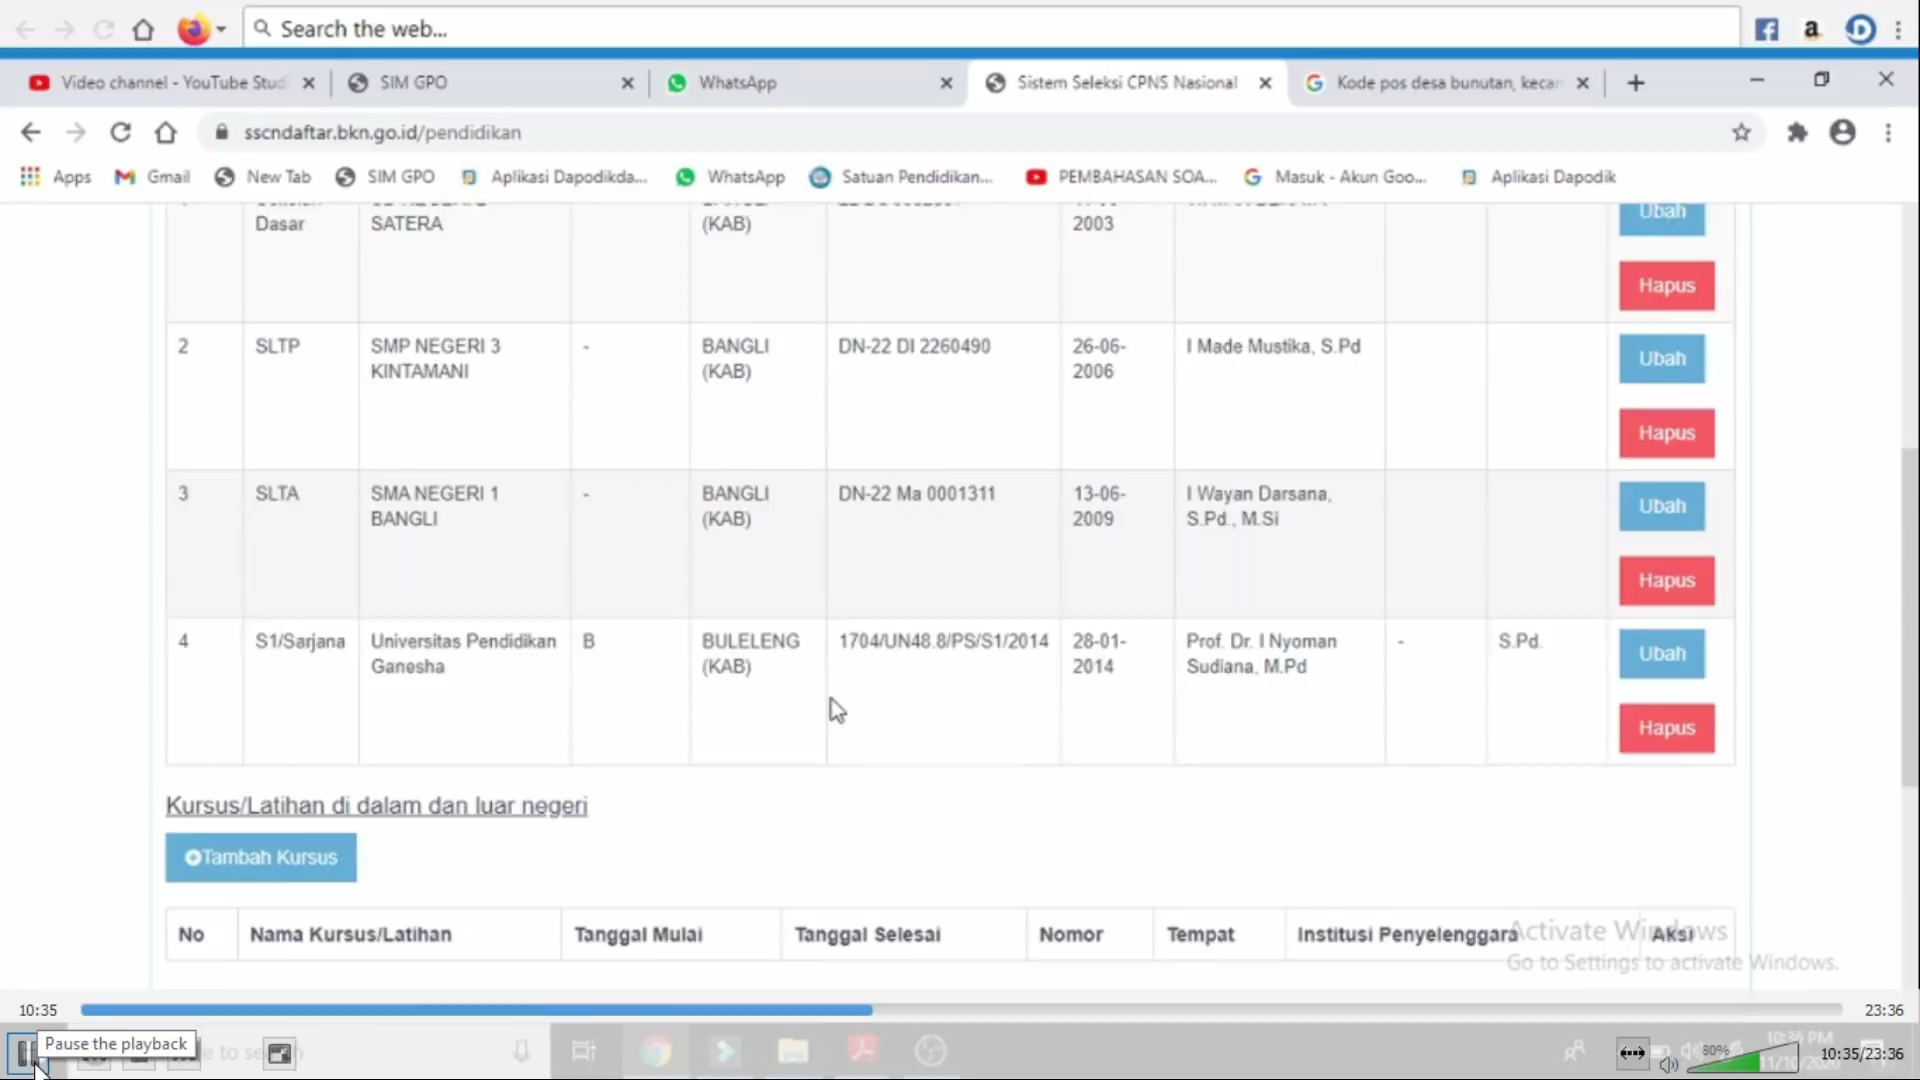 Search the web...
Video channel - YouTube Stud
SIM GPO
WhatsApp
Sistem Seleksi CPNS Nasional
Kode pos desa bunutan, kecan
sscndaftar.bkn.go.id/pendidikan
Apps
Gmail
New Tab
SIM GPO
Aplikasi Dapodikda...
WhatsApp
Satuan Pendidikan...
PEMBAHASAN SOA...
Masuk - Akun Goo...
Aplikasi Dapodik
Dasar
SATERA
(KAB)
2003
Ubah
Hapus
2 SLTP SMP NEGERI 3 - BANGLI DN-22 DI 2260490 26-06- I Made Mustika, S.Pd Ubah
KINTAMANI (KAB) 2006
Hapus
3 SLTA SMA NEGERI 1 - BANGLI DN-22 Ma 0001311 13-06- I Wayan Darsana, Ubah
BANGLI (KAB) 2009 S.Pd., M.Si
Hapus
4 S1/Sarjana Universitas Pendidikan B BULELENG 1704/UN48.8/PS/S1/2014 28-01- Prof. Dr. I Nyoman - S.Pd. Ubah
Ganesha (KAB) 2014 Sudiana, M.Pd
Hapus
Kursus/Latihan di dalam dan luar negeri
Tambah Kursus
No Nama Kursus/Latihan Tanggal Mulai Tanggal Selesai Nomor Tempat Institusi Penyelenggara Aksi
Activate Windows
Go to Settings to activate Windows.
10:35 23:36
Pause the playback
80%
10:36 PM
10:35/23:36